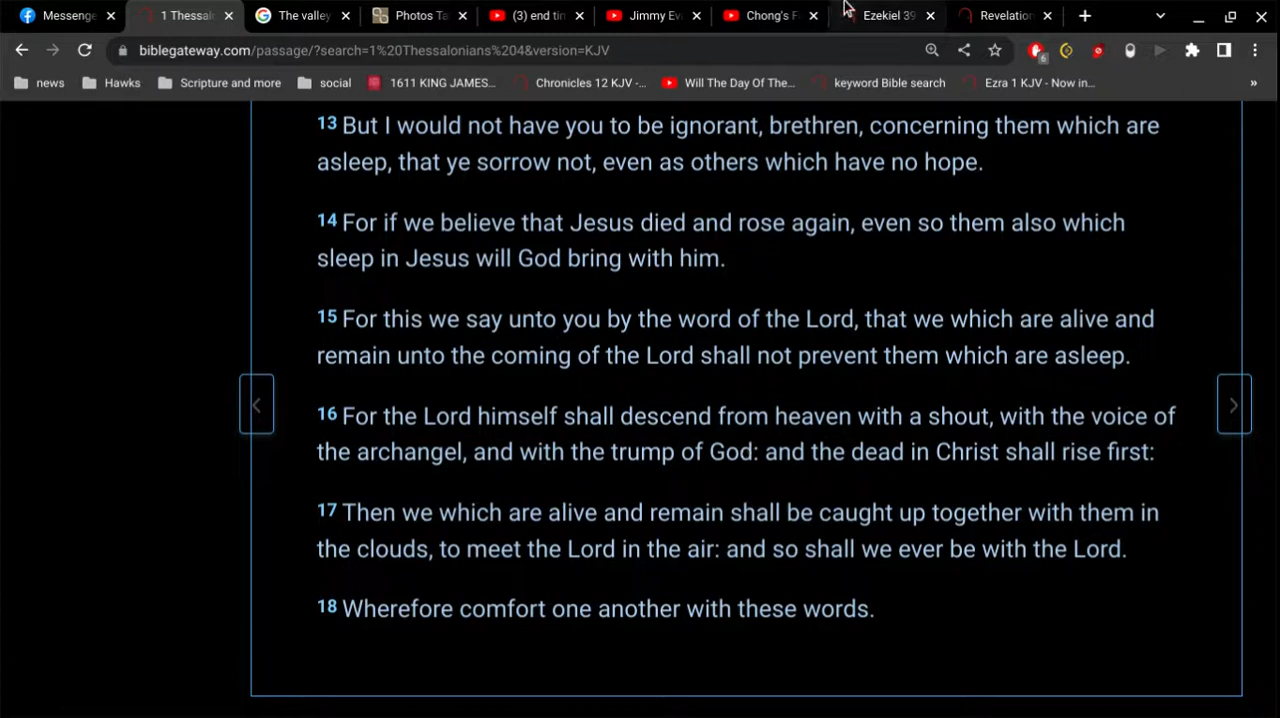 Messenge
1 Thessal
The valley
Photos Ta
(3) end tin
Jimmy Ev
Chong's F
Ezekiel 39
Revelation
biblegateway.com/passage/?search=1%20Thessalonians%204&version=KJV
6
news
Hawks
Scripture and more
social
1611 KING JAMES...
Chronicles 12 KJV -...
Will The Day Of The...
keyword Bible search
Ezra 1 KJV - Now in...
»
13 But I would not have you to be ignorant, brethren, concerning them which are
asleep, that ye sorrow not, even as others which have no hope.
14 For if we believe that Jesus died and rose again, even so them also which
sleep in Jesus will God bring with him.
15 For this we say unto you by the word of the Lord, that we which are alive and
remain unto the coming of the Lord shall not prevent them which are asleep.
16 For the Lord himself shall descend from heaven with a shout, with the voice of
the archangel, and with the trump of God: and the dead in Christ shall rise first:
17 Then we which are alive and remain shall be caught up together with them in
the clouds, to meet the Lord in the air: and so shall we ever be with the Lord.
18 Wherefore comfort one another with these words.